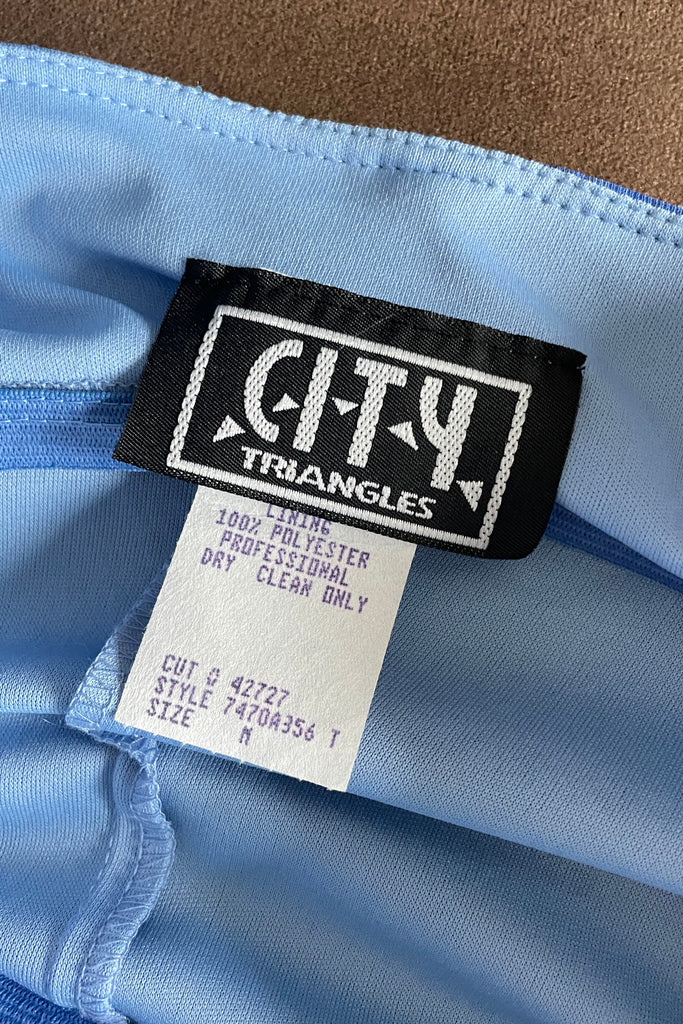 CITY
TRIANGLES
LINING
100% POLYESTER
PROFESSIONAL
DRY CLEAN ONLY
CUT @ 42727
STYLE 7470A356 T
SIZE
M